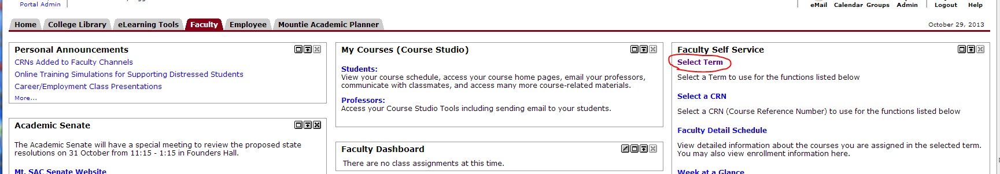 Portal Admin
eMail Calendar Groups Admin Logout Help
Home College Library eLearning Tools Faculty Employee Mountie Academic Planner
October 29, 2013
Personal Announcements
CRNs Added to Faculty Channels
Online Training Simulations for Supporting Distressed Students
Career/Employment Class Presentations
More...
Academic Senate
The Academic Senate will have a special meeting to review the proposed state
resolutions on 31 October from 11:15 - 1:15 in Founders Hall.
Mt. SAC Senate Website
My Courses (Course Studio)
Students:
View your course schedule, access your course home pages, email your professors,
communicate with classmates, and access many more course-related materials.
Professors:
Access your Course Studio Tools including sending email to your students.
Faculty Dashboard
There are no class assignments at this time.
Faculty Self Service
Select Term
Select a Term to use for the functions listed below
Select a CRN
Select a CRN (Course Reference Number) to use for the functions listed below
Faculty Detail Schedule
View detailed information about the courses you are assigned in the selected term.
You may also view enrollment information here.
Week at a Glance